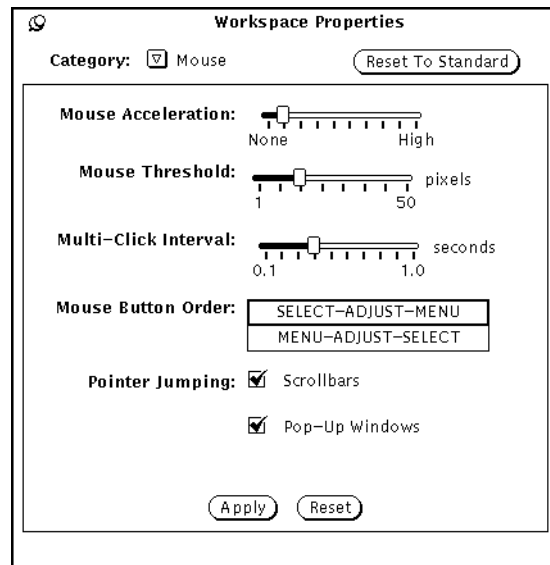 Workspace Properties
Category: Mouse Reset To Standard
Mouse Acceleration:
None High
Mouse Threshold: pixels
1 50
Multi-Click Interval: seconds
0.1 1.0
Mouse Button Order: SELECT-ADJUST-MENU
MENU-ADJUST-SELECT
Pointer Jumping: Scrollbars
Pop-Up Windows
Apply Reset